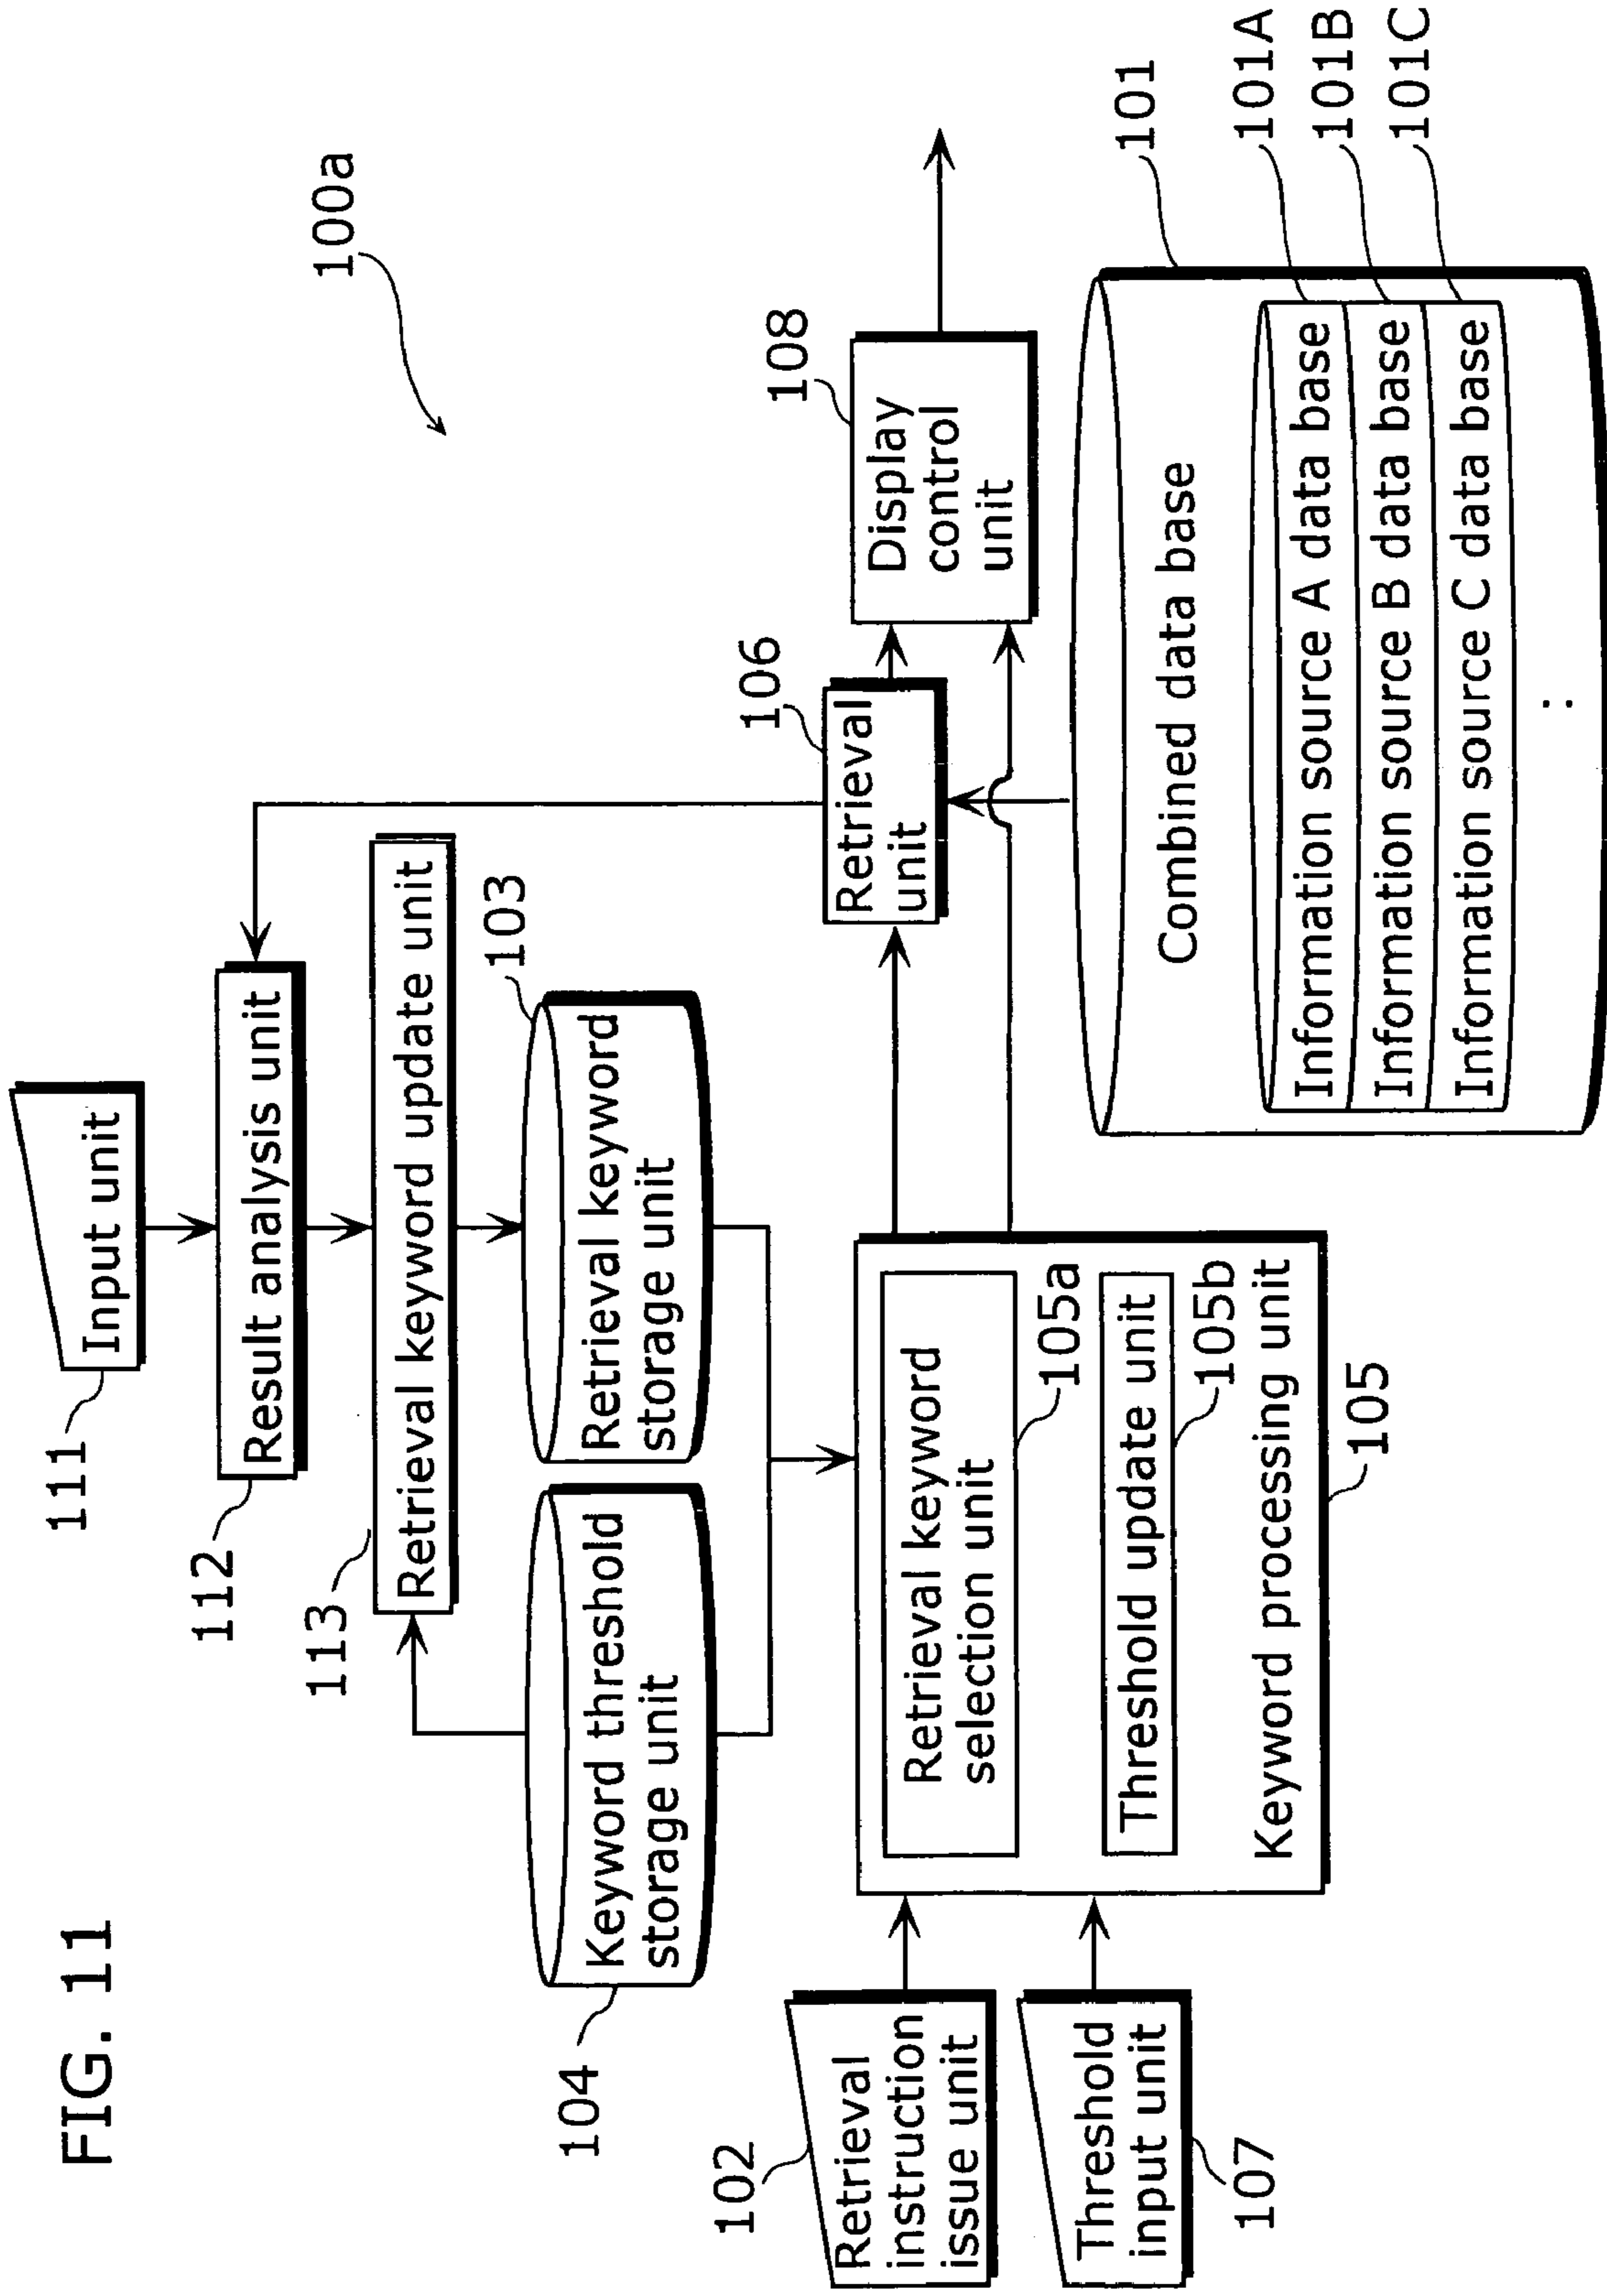 FIG. 11
100a
111
Input unit
112
Result analysis unit
113
Retrieval keyword update unit
104
Keyword threshold
storage unit
103
Retrieval keyword
storage unit
102
Retrieval
instruction
issue unit
107
Threshold
input unit
Retrieval keyword
selection unit
105a
Threshold update unit
105b
Keyword processing unit
105
106
Retrieval
unit
108
Display
control
unit
101
Combined data base
Information source A data base
101A
Information source B data base
101B
Information source C data base
101C
: